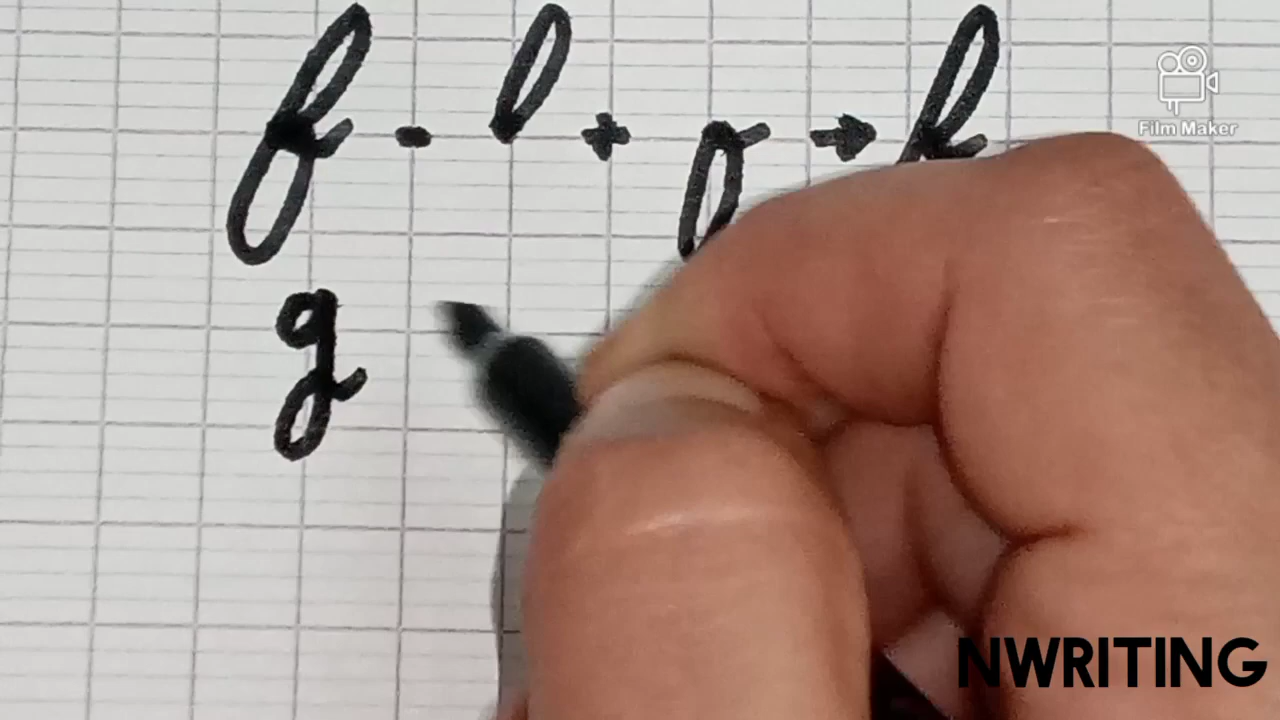 f - l + g → f
g
Film Maker
NWRITING